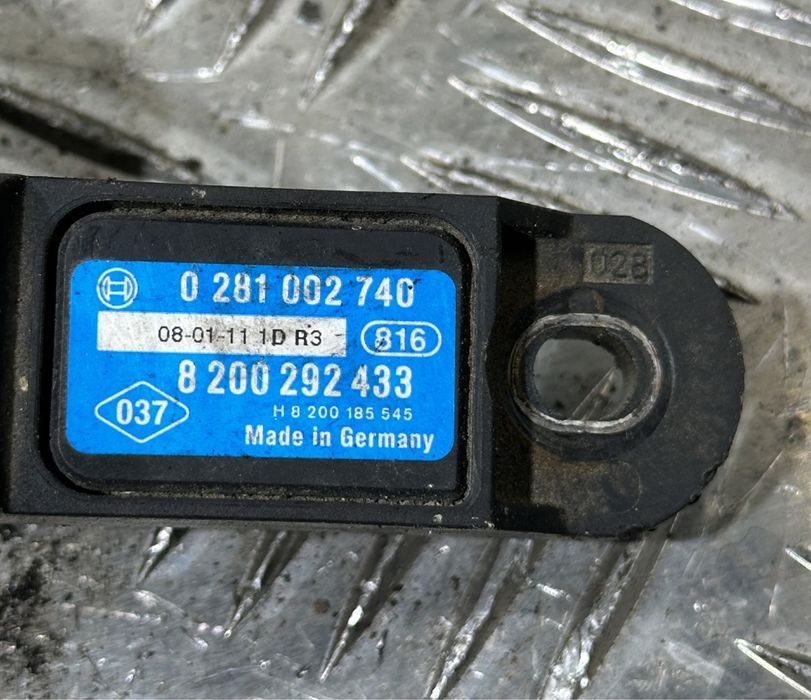 028
0 281 002 740
08-01-11 1D R3
816
8 200 292 433
037
H 8 200 185 545
Made in Germany